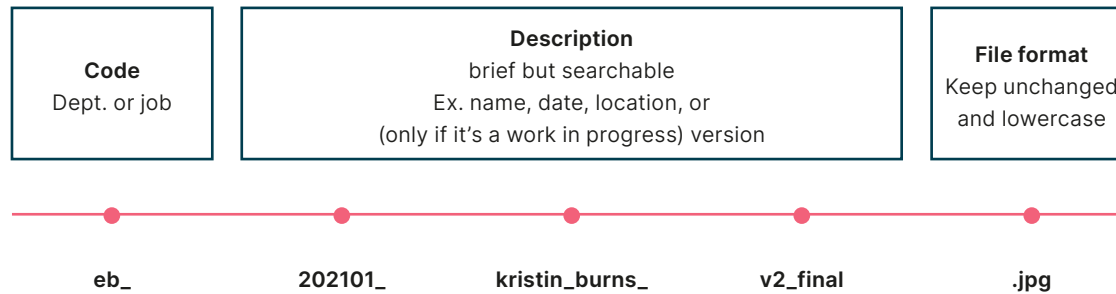 Code
Dept. or job
Description
brief but searchable
Ex. name, date, location, or
(only if it's a work in progress) version
File format
Keep unchanged
and lowercase
eb_
202101_
kristin_burns_
v2_final
.jpg